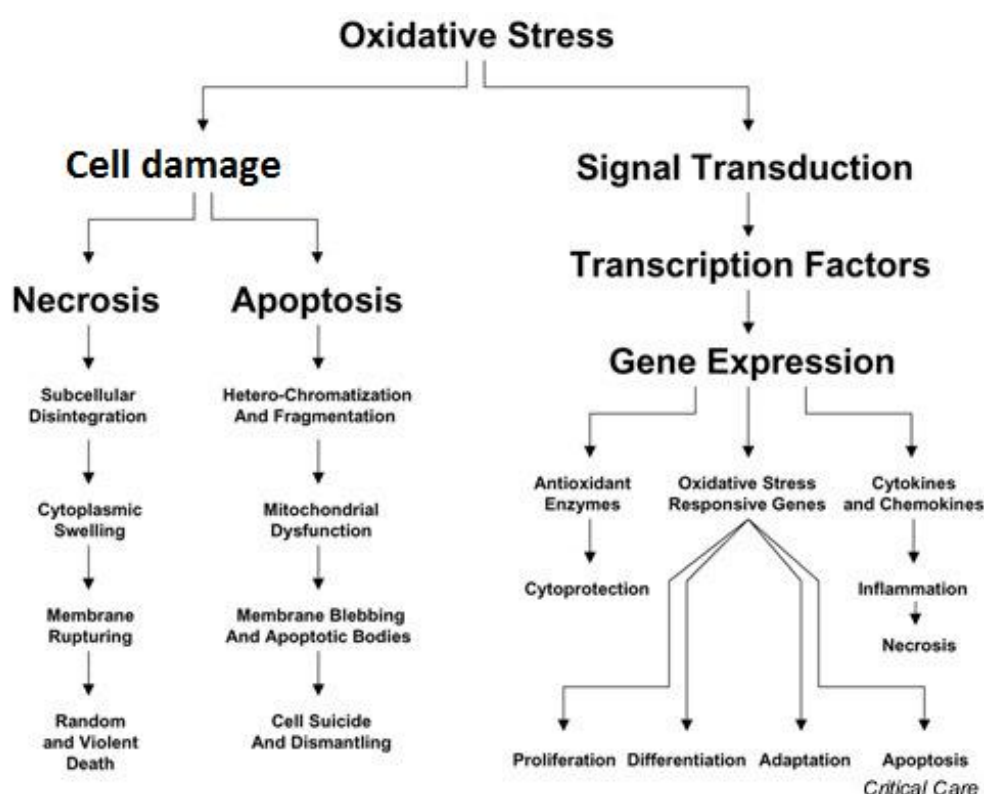 Oxidative Stress
Cell damage
Signal Transduction
Transcription Factors
Necrosis
Apoptosis
Gene Expression
Subcellular
Disintegration
Hetero-Chromatization
And Fragmentation
Antioxidant
Enzymes
Oxidative Stress
Responsive Genes
Cytokines
and Chemokines
Cytoplasmic
Swelling
Mitochondrial
Dysfunction
Cytoprotection
Inflammation
Membrane
Rupturing
Membrane Blebbing
And Apoptotic Bodies
Necrosis
Random
and Violent
Death
Cell Suicide
And Dismantling
Proliferation
Differentiation
Adaptation
Apoptosis
Critical Care